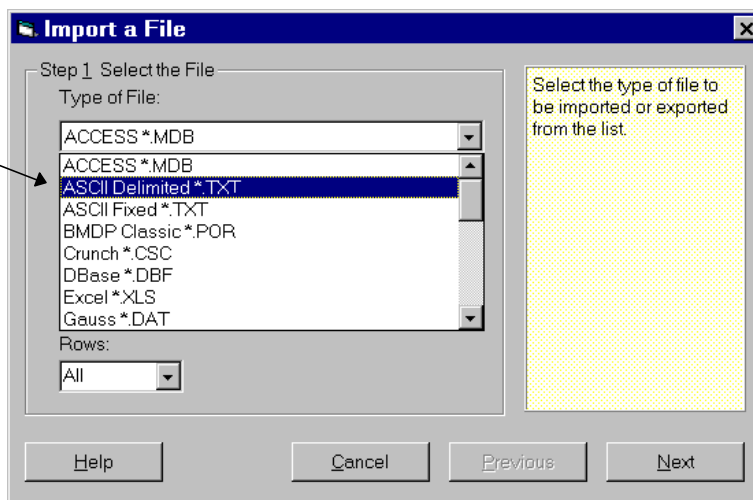 Import a File
Step 1 Select the File
Type of File:
ACCESS *.MDB
ACCESS *.MDB
ASCII Delimited *.TXT
ASCII Fixed *.TXT
BMDP Classic *.POR
Crunch *.CSC
DBase *.DBF
Excel *.XLS
Gauss *.DAT
Rows:
All
Select the type of file to
be imported or exported
from the list.
Help
Cancel
Previous
Next